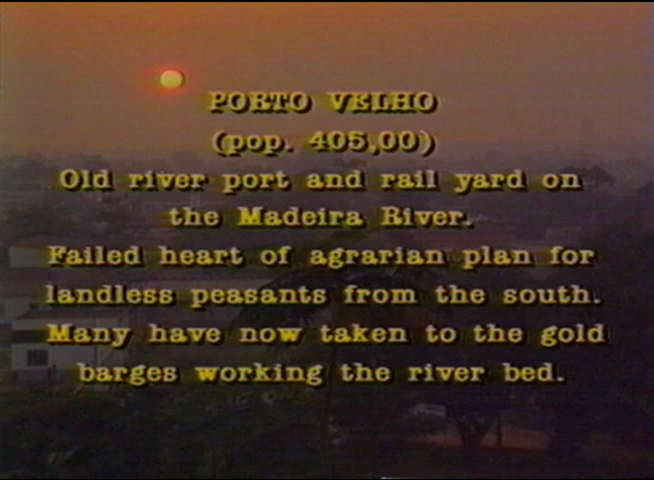 PORTO VELHO
(pop. 405,00)
Old river port and rail yard on
the Madeira River.
Failed heart of agrarian plan for
landless peasants from the south.
Many have now taken to the gold
barges working the river bed.